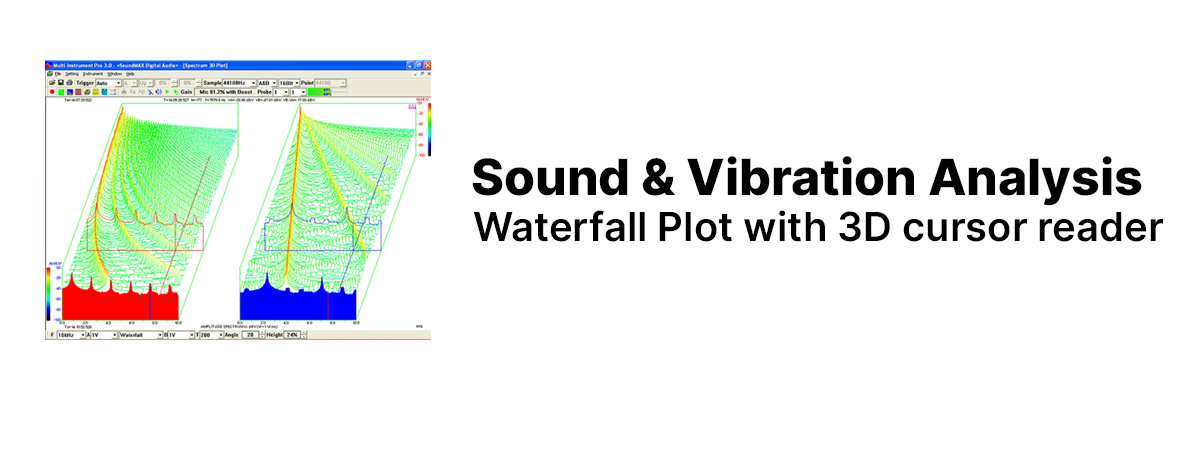 Multi-Instrument Pro 3.0 - <SoundMAX Digital Audio> - [Spectrum 3D Plot]
File Setting Instrument Window Help
Trigger Auto Sample 44100Hz A&B 16Bit Point 44100
Gain Mic 81.2% with Boost Probe 1 1
Sound & Vibration Analysis
Waterfall Plot with 3D cursor reader
AMPLITUDE SPECTRUM
F 10kHz A 1V Waterfall B 1V T 200 Angle 20 Height 24%